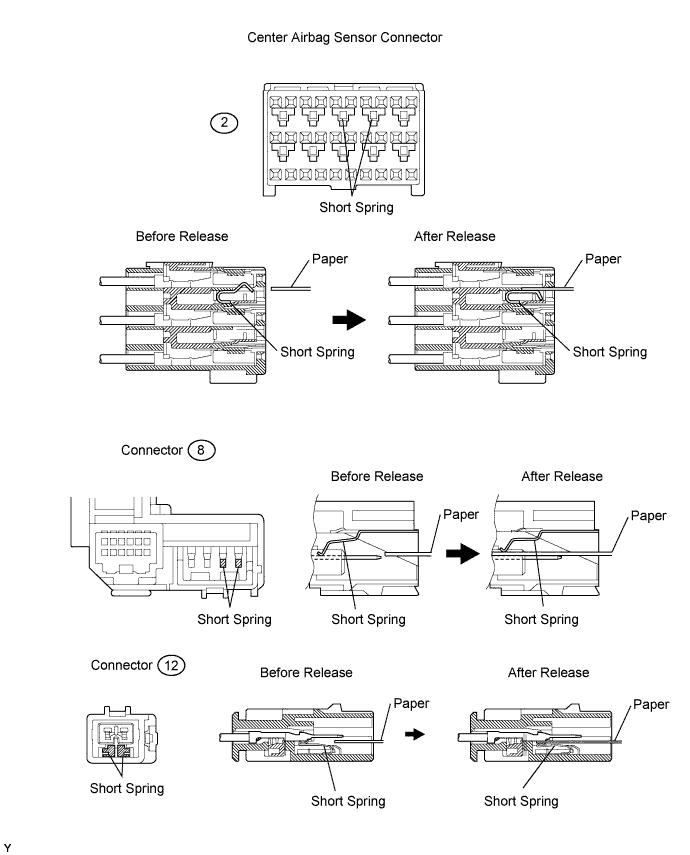 Center Airbag Sensor Connector
2
Short Spring
Before Release
After Release
Paper
Paper
Short Spring
Short Spring
Connector 8
Before Release
After Release
Paper
Paper
Short Spring
Short Spring
Short Spring
Connector 12
Before Release
After Release
Paper
Paper
Short Spring
Short Spring
Short Spring
Y